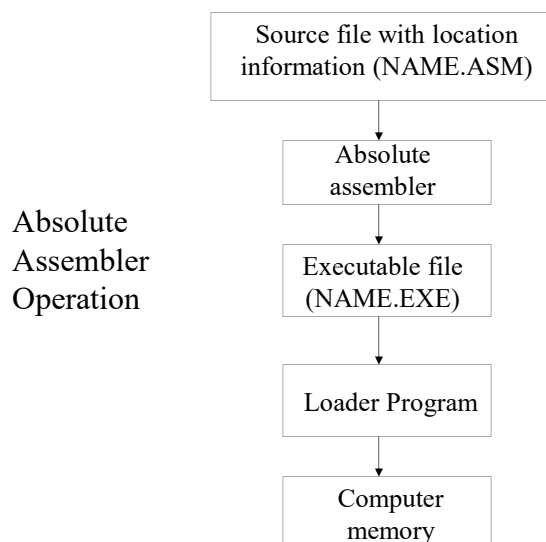 Source file with location
information (NAME.ASM)
Absolute
assembler
Absolute
Assembler
Operation
Executable file
(NAME.EXE)
Loader Program
Computer
memory